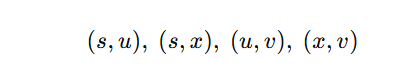 (s, u), (s, x), (u, v), (x, v)